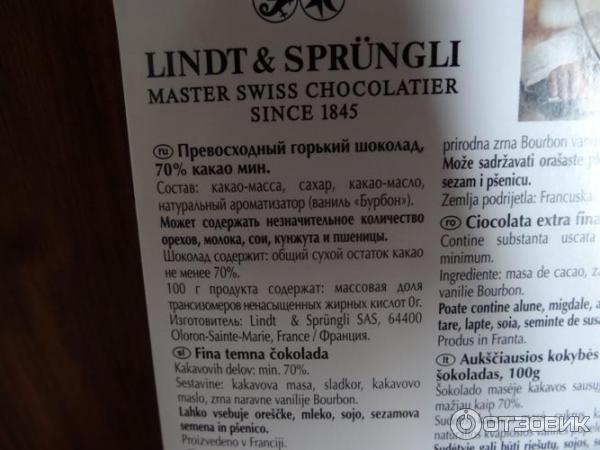 LINDT & SPRÜNGLI
MASTER SWISS CHOCOLATIER
SINCE 1845
ru Превосходный горький шоколад,
70% какао мин.
Состав: какао-масса, сахар, какао-масло,
натуральный ароматизатор (ваниль «Бурбон»).
Может содержать незначительное количество
орехов, молока, сои, кунжута и пшеницы.
Шоколад содержит: общий сухой остаток какао
не менее 70%.
100 г продукта содержат: массовая доля
трансизомеров ненасыщенных жирных кислот 0г.
Изготовитель: Lindt & Sprüngli SAS, 64400
Oloron-Sainte-Marie, France / Франция.
sl Fina temna čokolada
Kakavovih delov: min. 70%.
Sestavine: kakavova masa, sladkor, kakavovo
maslo, zrna naravne vanilije Bourbon.
Lahko vsebuje oreščke, mleko, sojo, sezamova
semena in pšenico.
Proizvedeno v Franciji.
prirodna zrna Bourbon
Može sadržavati orašaste
sezam i pšenicu.
Zemlja podrijetla: Francuska
ro Ciocolata extra fina
Contine substanta uscata
minimum.
Ingrediente: masa de cacao,
vanilie Bourbon.
Poate contine alune, migdale,
tare, lapte, soia, seminte de
Produs in Franta.
lt Aukščiausios kokybės
šokoladas, 100g
Šokolado masėje kakavos
mažiau kaip 70%.
ОТЗОВИК